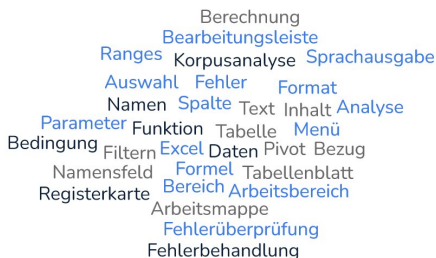 Berechnung
Bearbeitungsleiste
Ranges Korpusanalyse Sprachausgabe
Auswahl Fehler Format
Namen Spalte Text Inhalt Analyse
Parameter Funktion Tabelle Menü
Bedingung Filtern Excel Daten Pivot Bezug
Namensfeld Formel Tabellenblatt
Registerkarte Bereich Arbeitsbereich
Arbeitsmappe
Fehlerüberprüfung
Fehlerbehandlung